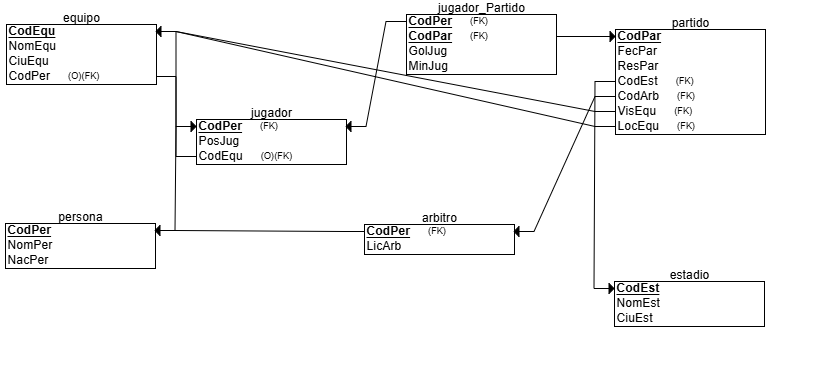 equipo
CodEqu
NomEqu
CiuEqu
CodPer (O)(FK)
jugador_Partido
CodPer (FK)
CodPar (FK)
GolJug
MinJug
partido
CodPar
FecPar
ResPar
CodEst (FK)
CodArb (FK)
VisEqu (FK)
LocEqu (FK)
jugador
CodPer (FK)
PosJug
CodEqu (O)(FK)
persona
CodPer
NomPer
NacPer
arbitro
CodPer (FK)
LicArb
estadio
CodEst
NomEst
CiuEst